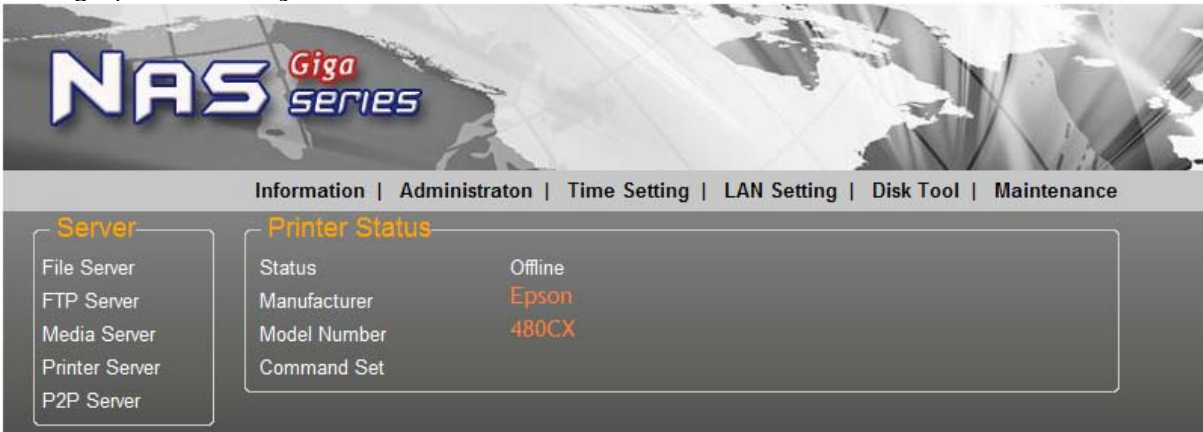 NAS Giga series
Information | Administraton | Time Setting | LAN Setting | Disk Tool | Maintenance
Server
File Server
FTP Server
Media Server
Printer Server
P2P Server
Printer Status
Status Offline
Manufacturer Epson
Model Number 480CX
Command Set